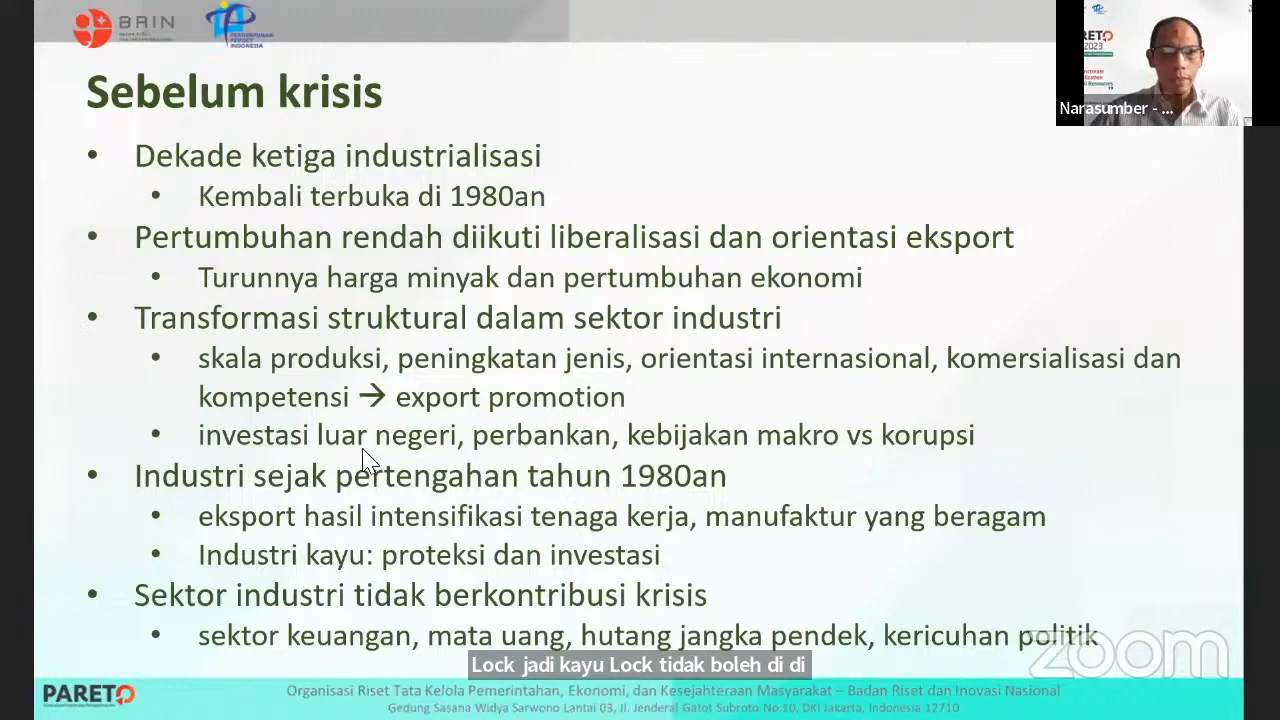 BRIN
PERHIMPUNAN
PERISET
INDONESIA
Sebelum krisis
• Dekade ketiga industrialisasi
• Kembali terbuka di 1980an
• Pertumbuhan rendah diikuti liberalisasi dan orientasi eksport
• Turunnya harga minyak dan pertumbuhan ekonomi
• Transformasi struktural dalam sektor industri
• skala produksi, peningkatan jenis, orientasi internasional, komersialisasi dan
kompetensi → export promotion
• investasi luar negeri, perbankan, kebijakan makro vs korupsi
• Industri sejak pertengahan tahun 1980an
• eksport hasil intensifikasi tenaga kerja, manufaktur yang beragam
• Industri kayu: proteksi dan investasi
• Sektor industri tidak berkontribusi krisis
• sektor keuangan, mata uang, hutang jangka pendek, kericuhan politik
Lock jadi kayu Lock tidak boleh di di
zoom
PARETO
Organisasi Riset Tata Kelola Pemerintahan, Ekonomi, dan Kesejahteraan Masyarakat – Badan Riset dan Inovasi Nasional
Gedung Sasana Widya Sarwono Lantai 03, Jl. Jenderal Gatot Subroto No.10, DKI Jakarta, Indonesia 12710
2023
Narasumber - ...